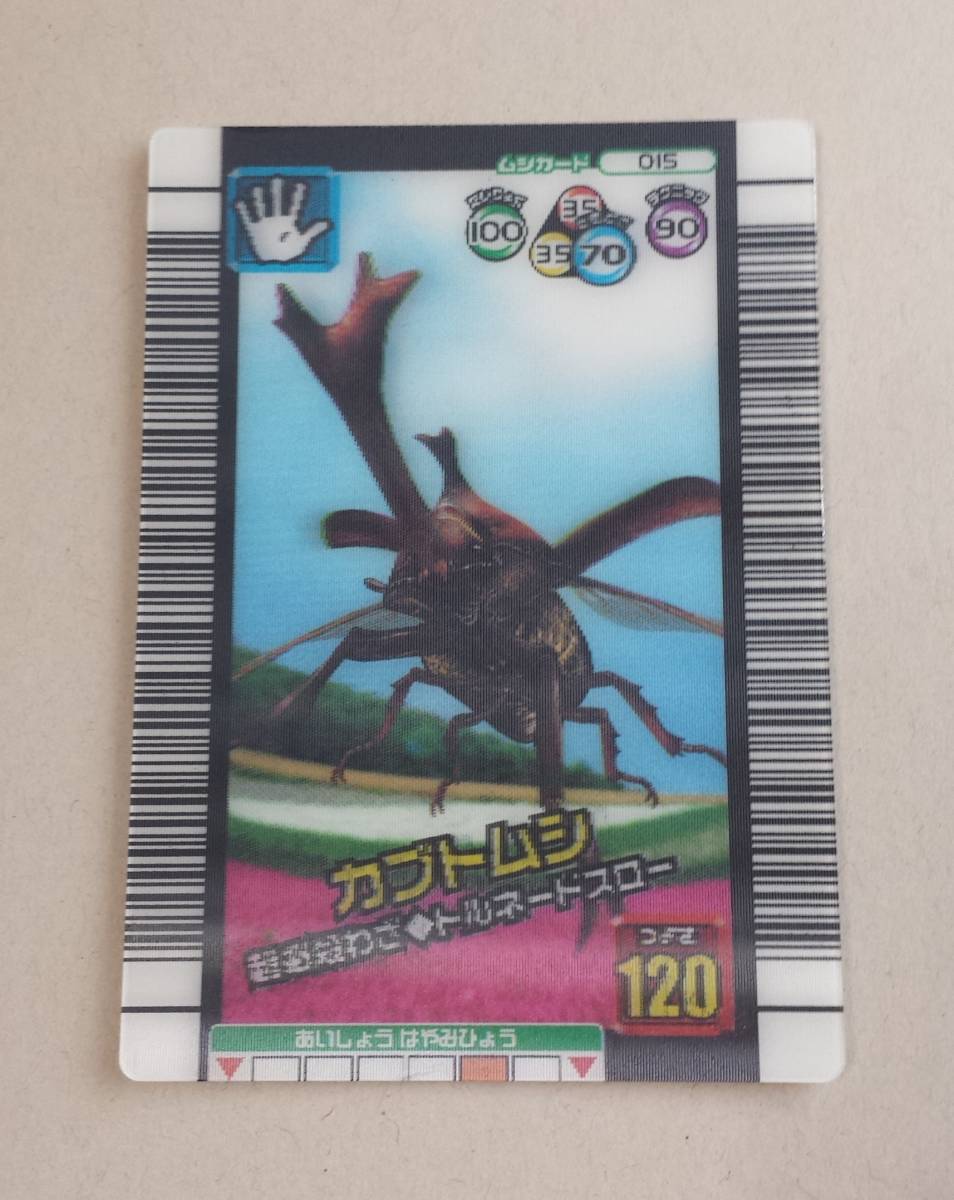 ムシカード 015
100
35
35 70
90
カブトムシ
超必殺わざ◆トルネードスロー
つよさ
120
あいしょう はやみひょう